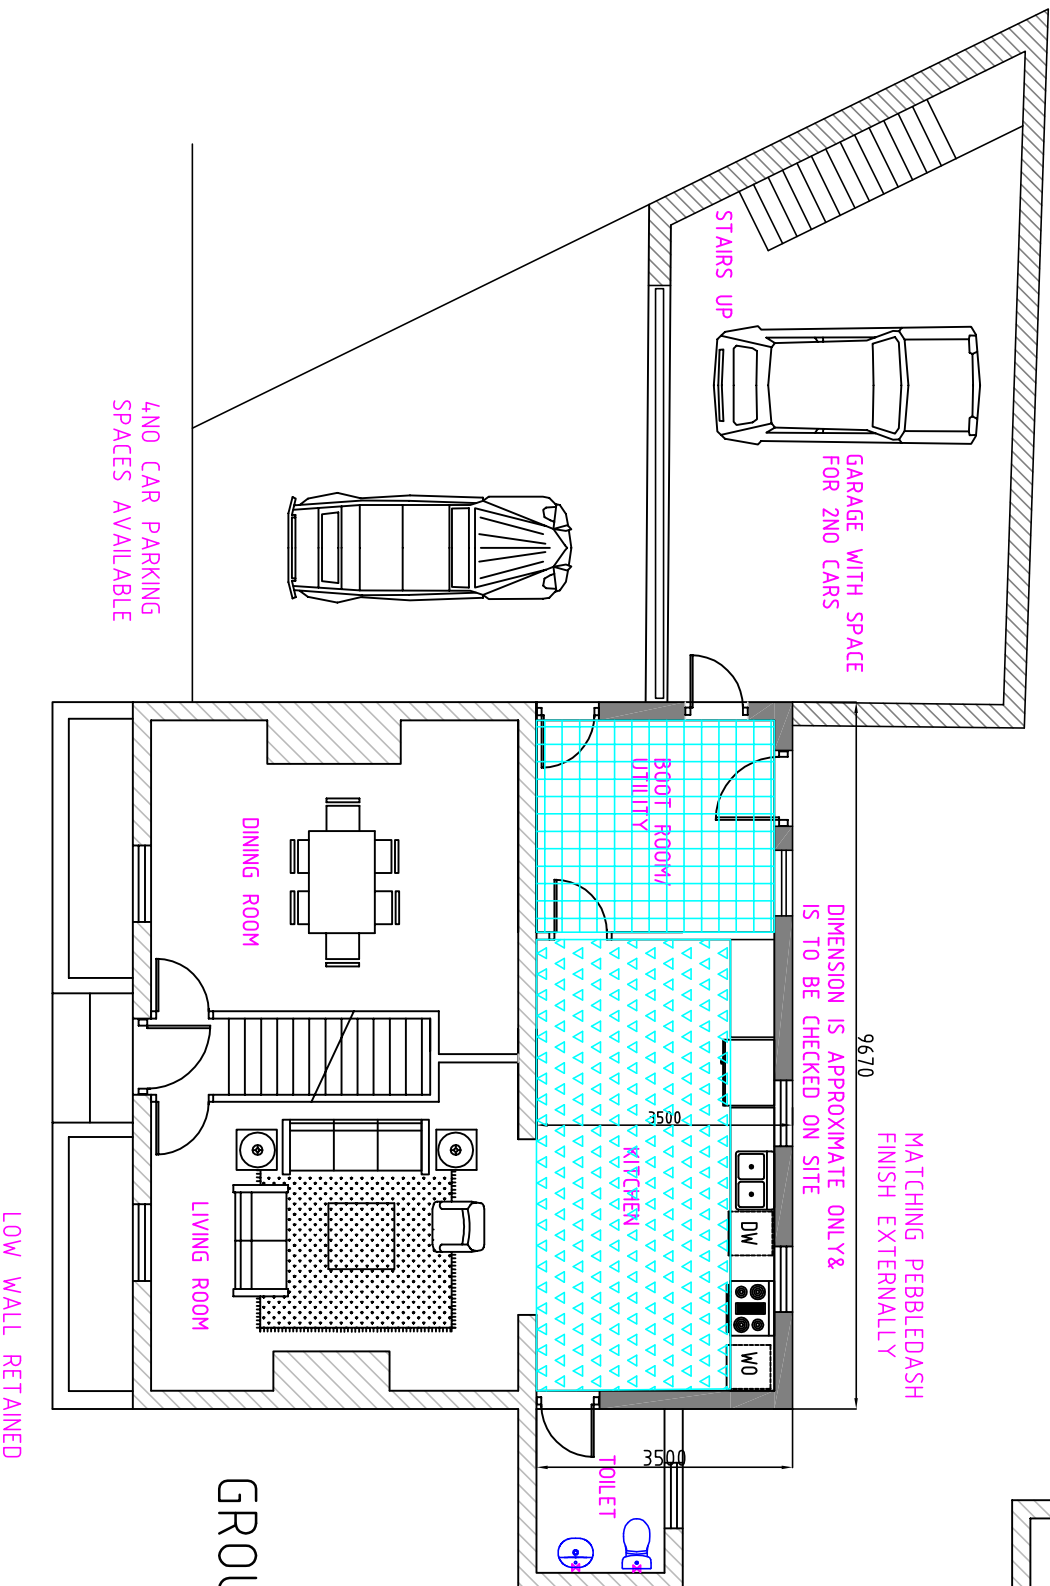 STAIRS UP
GARAGE WITH SPACE
FOR 2NO CARS
4NO CAR PARKING
SPACES AVAILABLE
BOOT ROOM/
UTILITY
DINING ROOM
DIMENSION IS APPROXIMATE ONLY&
IS TO BE CHECKED ON SITE
9670
MATCHING PEBBLEDASH
FINISH EXTERNALLY
3500
KITCHEN
DW
WO
LIVING ROOM
LOW WALL RETAINED
3500
TOILET
GROU